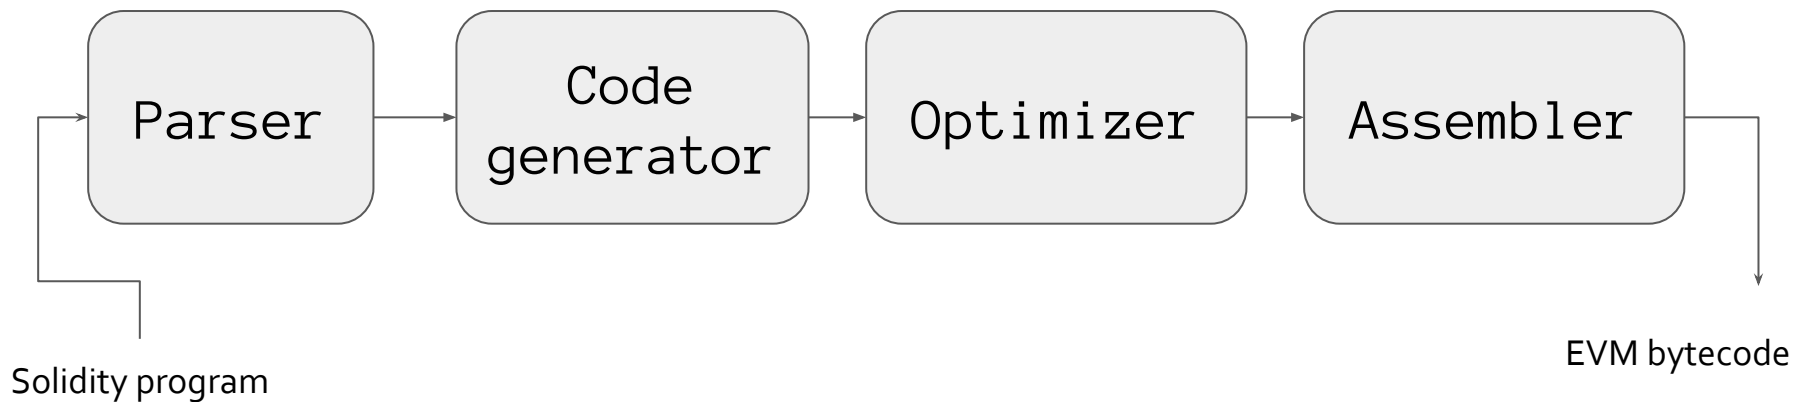 Parser
Code
generator
Optimizer
Assembler
Solidity program
EVM bytecode